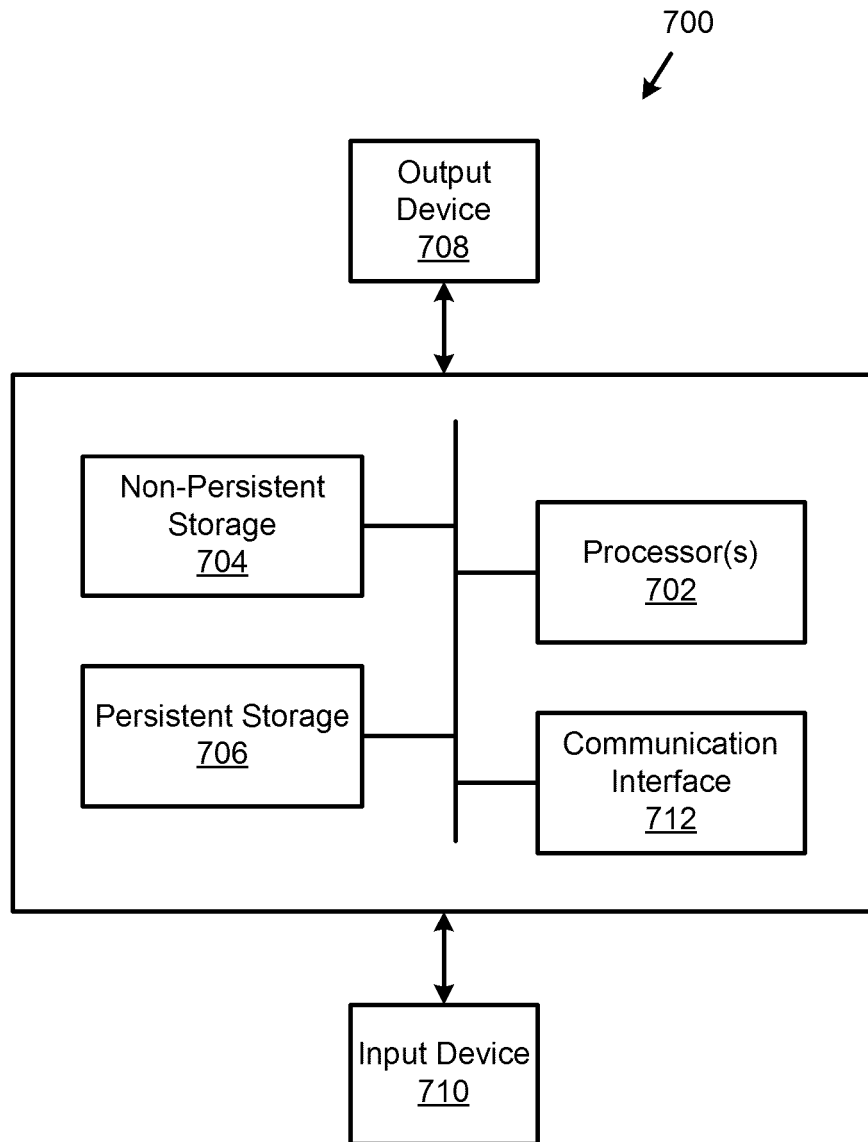 700
Output
Device
708
Non-Persistent
Storage
704
Processor(s)
702
Persistent Storage
706
Communication
Interface
712
Input Device
710